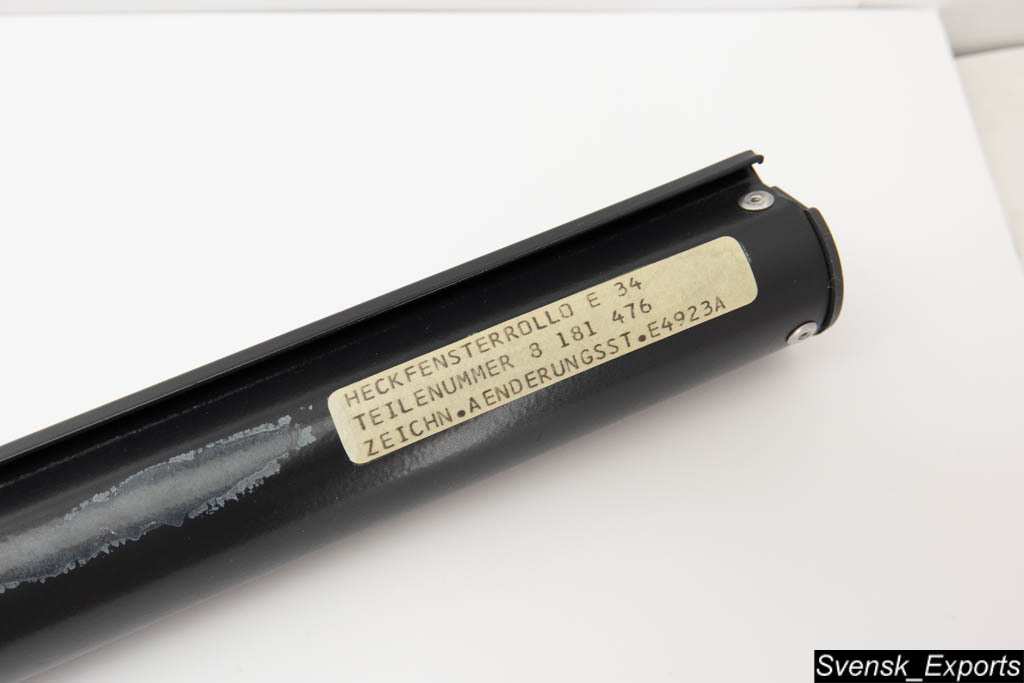 HECKFENSTERROLLO E 34
TEILENUMMER 8 181 476
ZEICHN.AENDERUNGSST.E4923A
Svensk_Exports